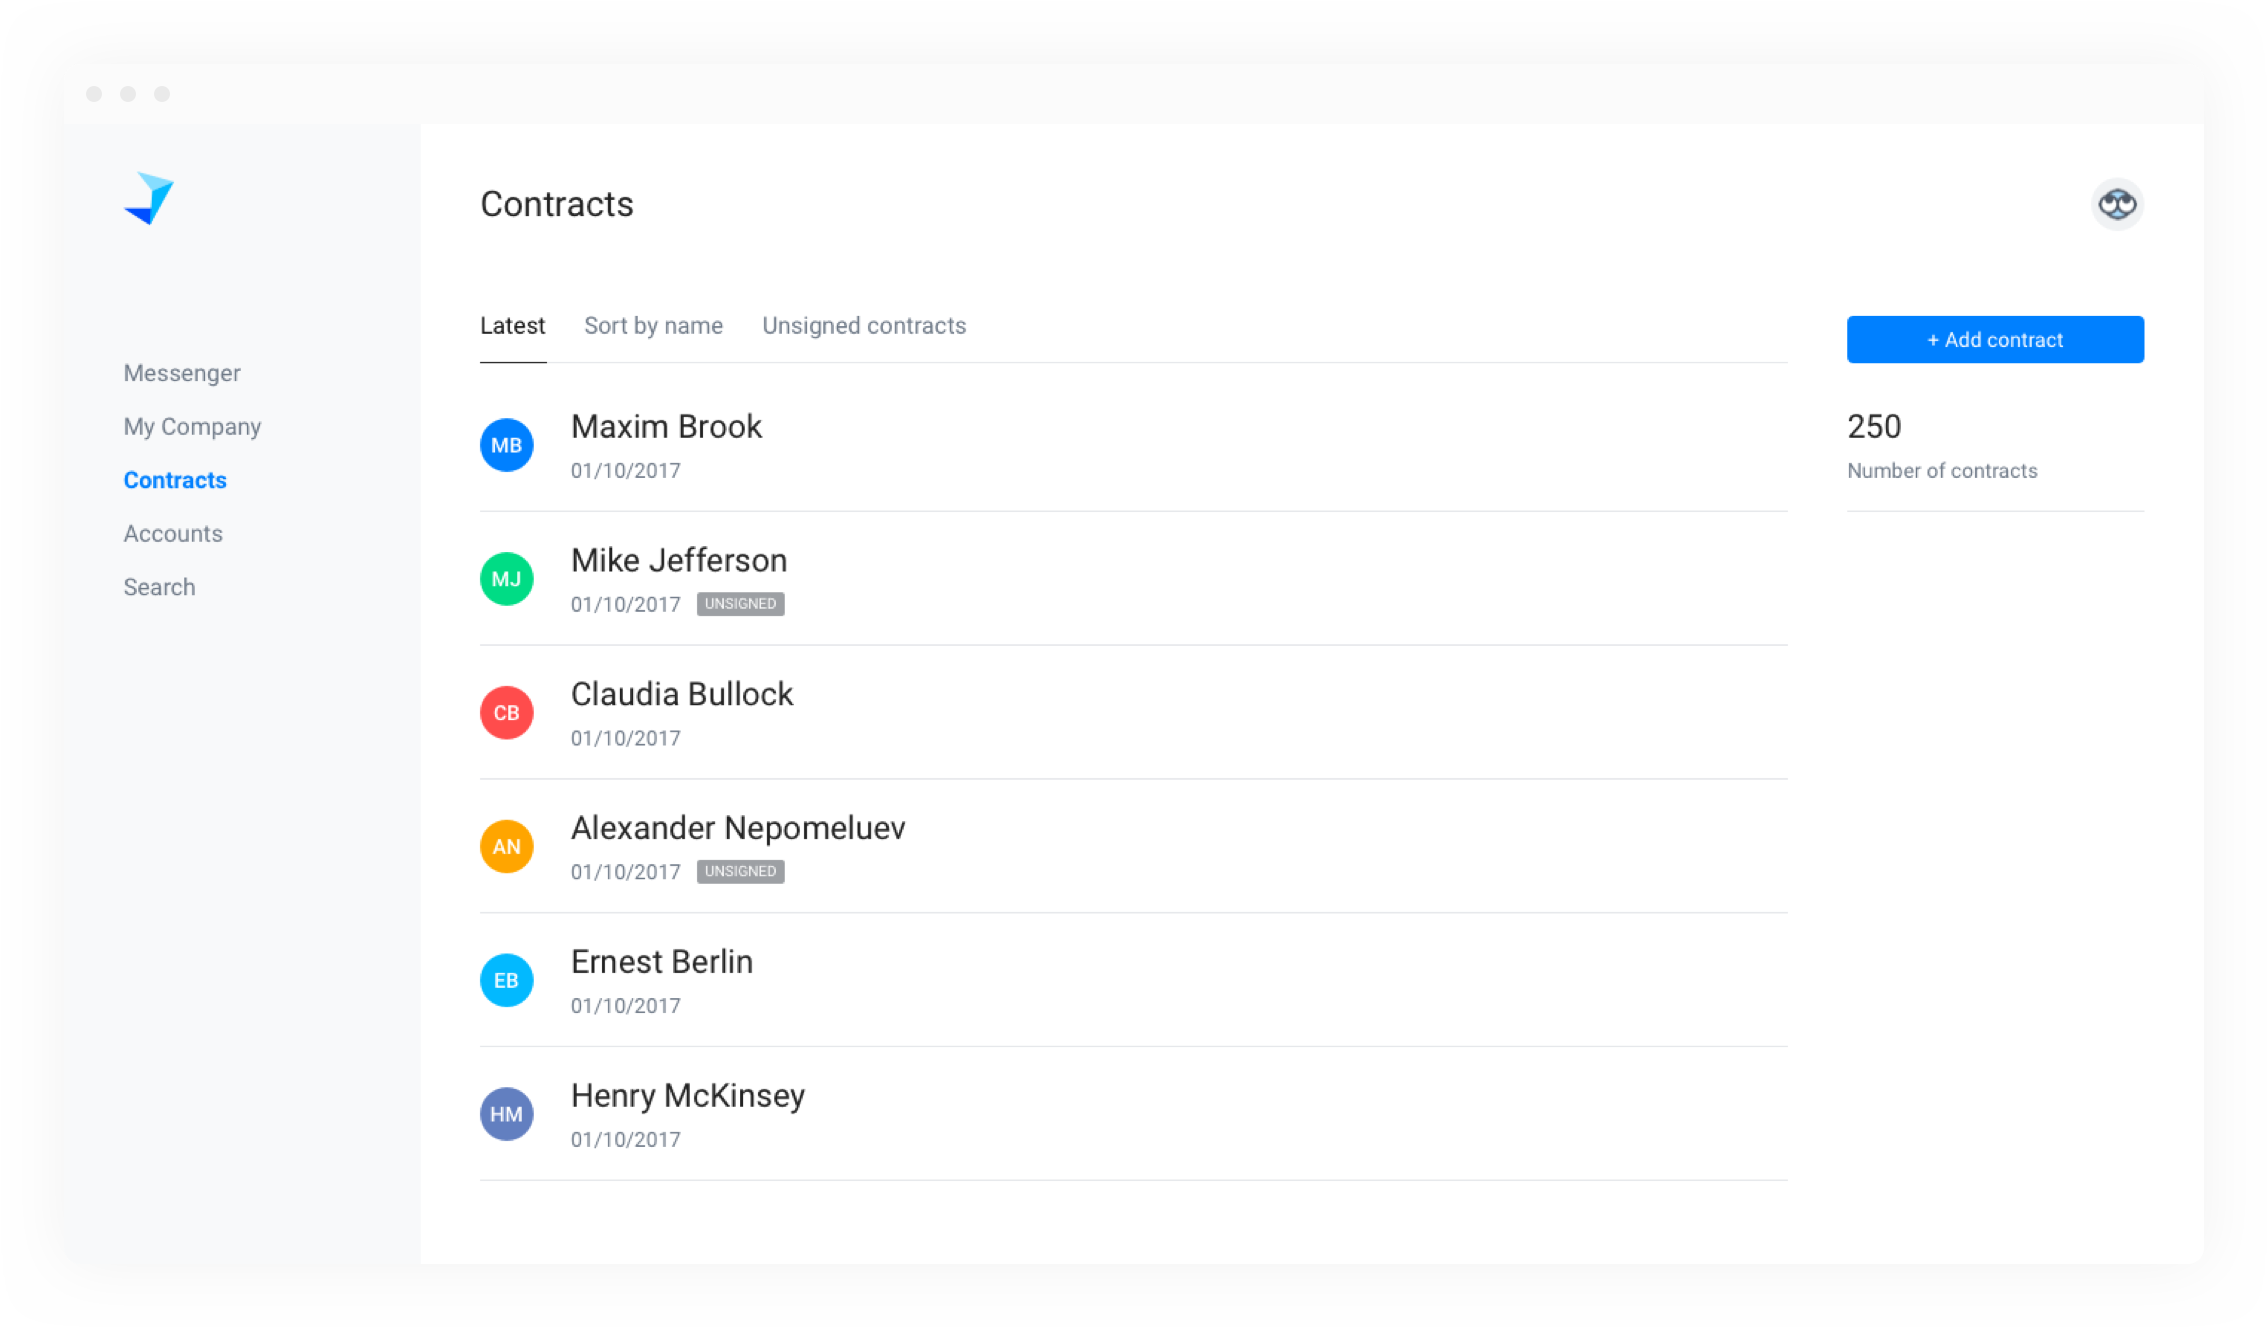 Contracts
Latest Sort by name Unsigned contracts
+ Add contract
Messenger
My Company
Contracts
Accounts
Search
MB Maxim Brook
01/10/2017
MJ Mike Jefferson
01/10/2017 UNSIGNED
CB Claudia Bullock
01/10/2017
AN Alexander Nepomeluev
01/10/2017 UNSIGNED
EB Ernest Berlin
01/10/2017
HM Henry McKinsey
01/10/2017
250
Number of contracts